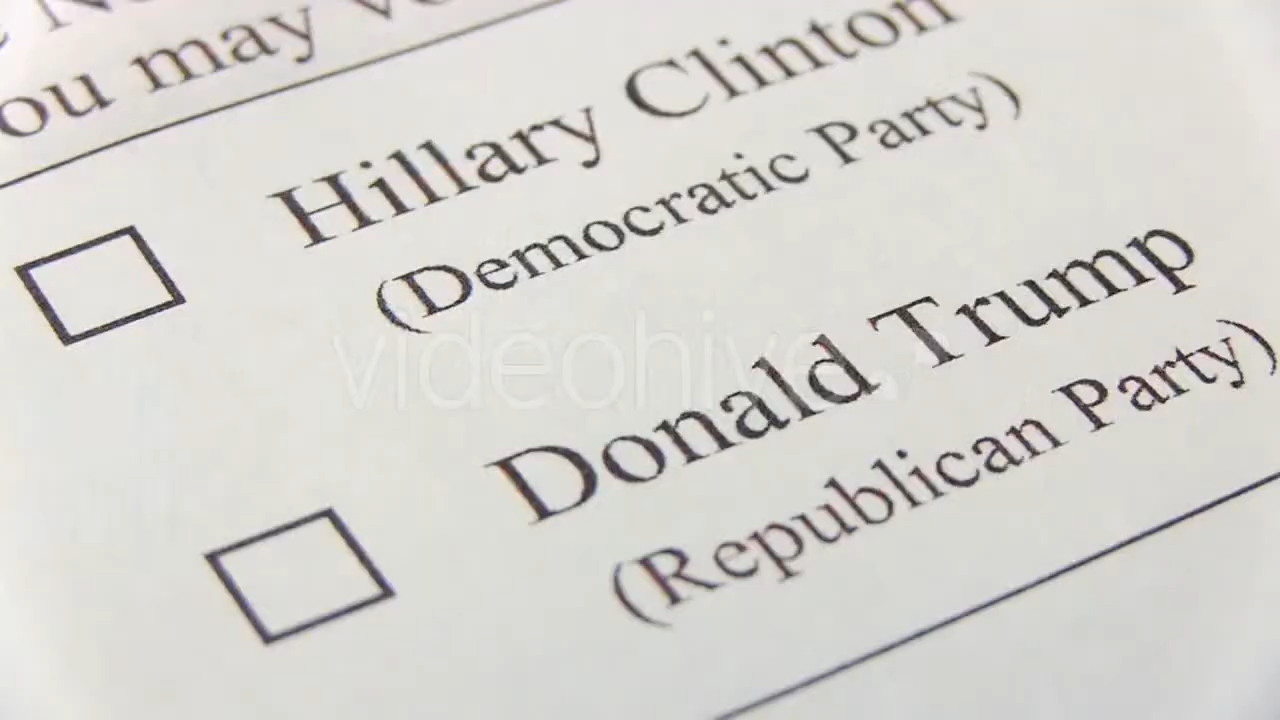 ou may
Hillary Clinton
(Democratic Party)
Donald Trump
(Republican Party)
videohive